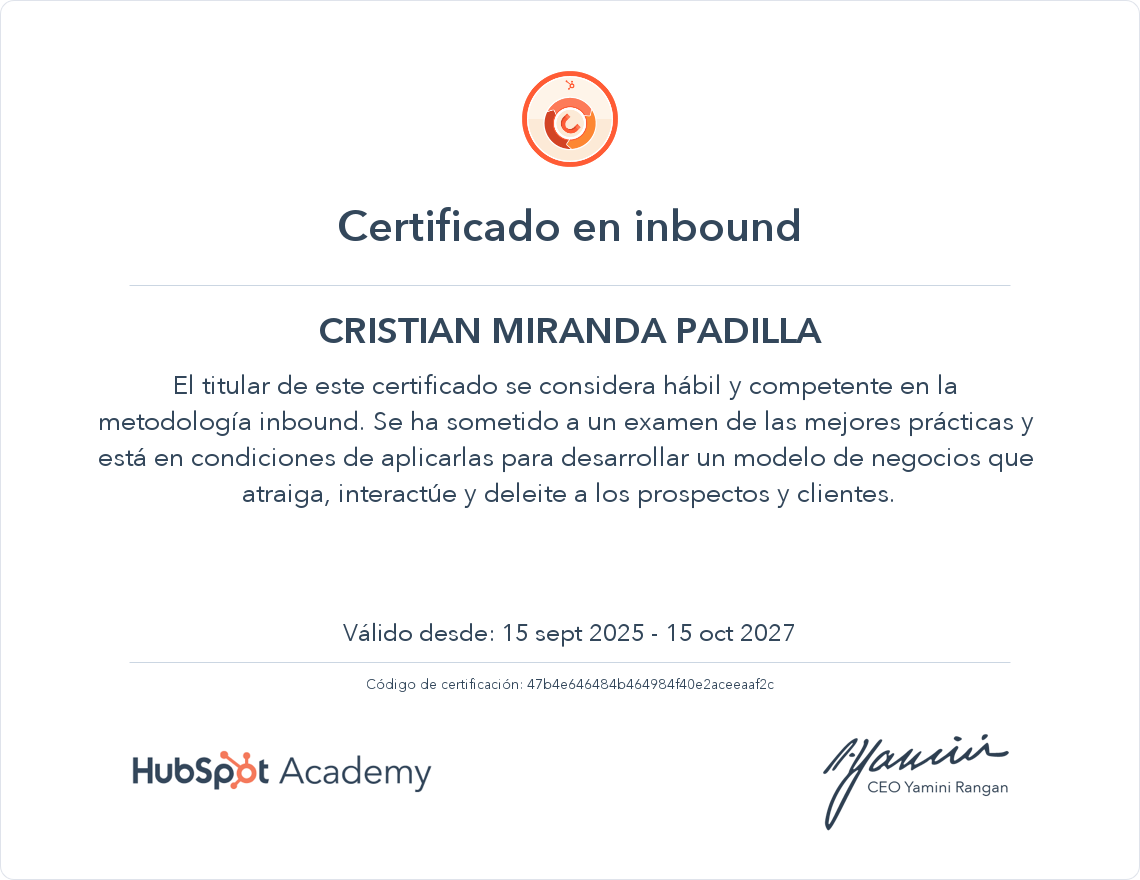 Certificado en inbound
CRISTIAN MIRANDA PADILLA
El titular de este certificado se considera hábil y competente en la
metodología inbound. Se ha sometido a un examen de las mejores prácticas y
está en condiciones de aplicarlas para desarrollar un modelo de negocios que
atraiga, interactúe y deleite a los prospectos y clientes.
Válido desde: 15 sept 2025 - 15 oct 2027
Código de certificación: 47b4e646484b464984f40e2aceeaaf2c
HubSpot Academy
Yamini
CEO Yamini Rangan